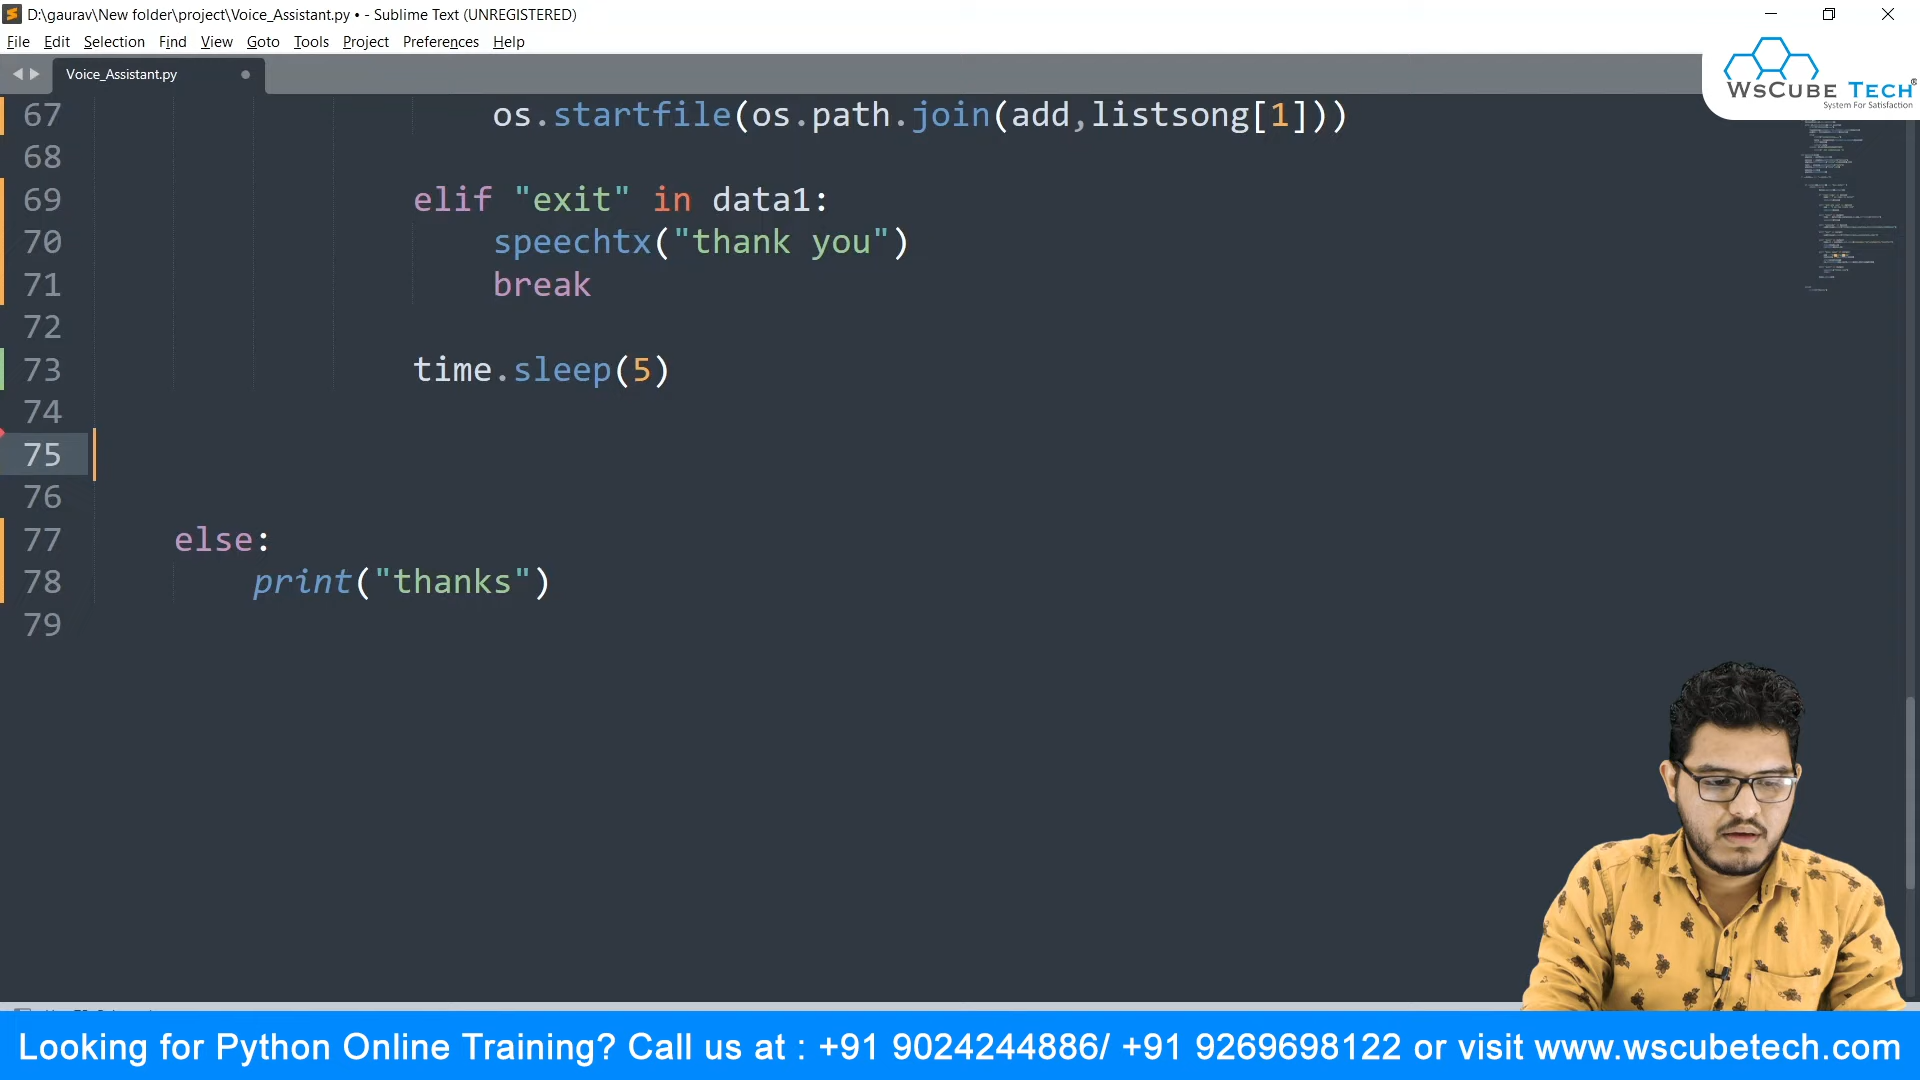 D:\gaurav\New folder\project\Voice_Assistant.py • - Sublime Text (UNREGISTERED)
File Edit Selection Find View Goto Tools Project Preferences Help
Voice_Assistant.py
WsCube Tech®
System For Satisfaction
67 os.startfile(os.path.join(add,listsong[1]))
68
69 elif "exit" in data1:
70 speechtx("thank you")
71 break
72
73 time.sleep(5)
74
75
76
77 else:
78 print("thanks")
79
Looking for Python Online Training? Call us at : +91 9024244886/ +91 9269698122 or visit www.wscubetech.com